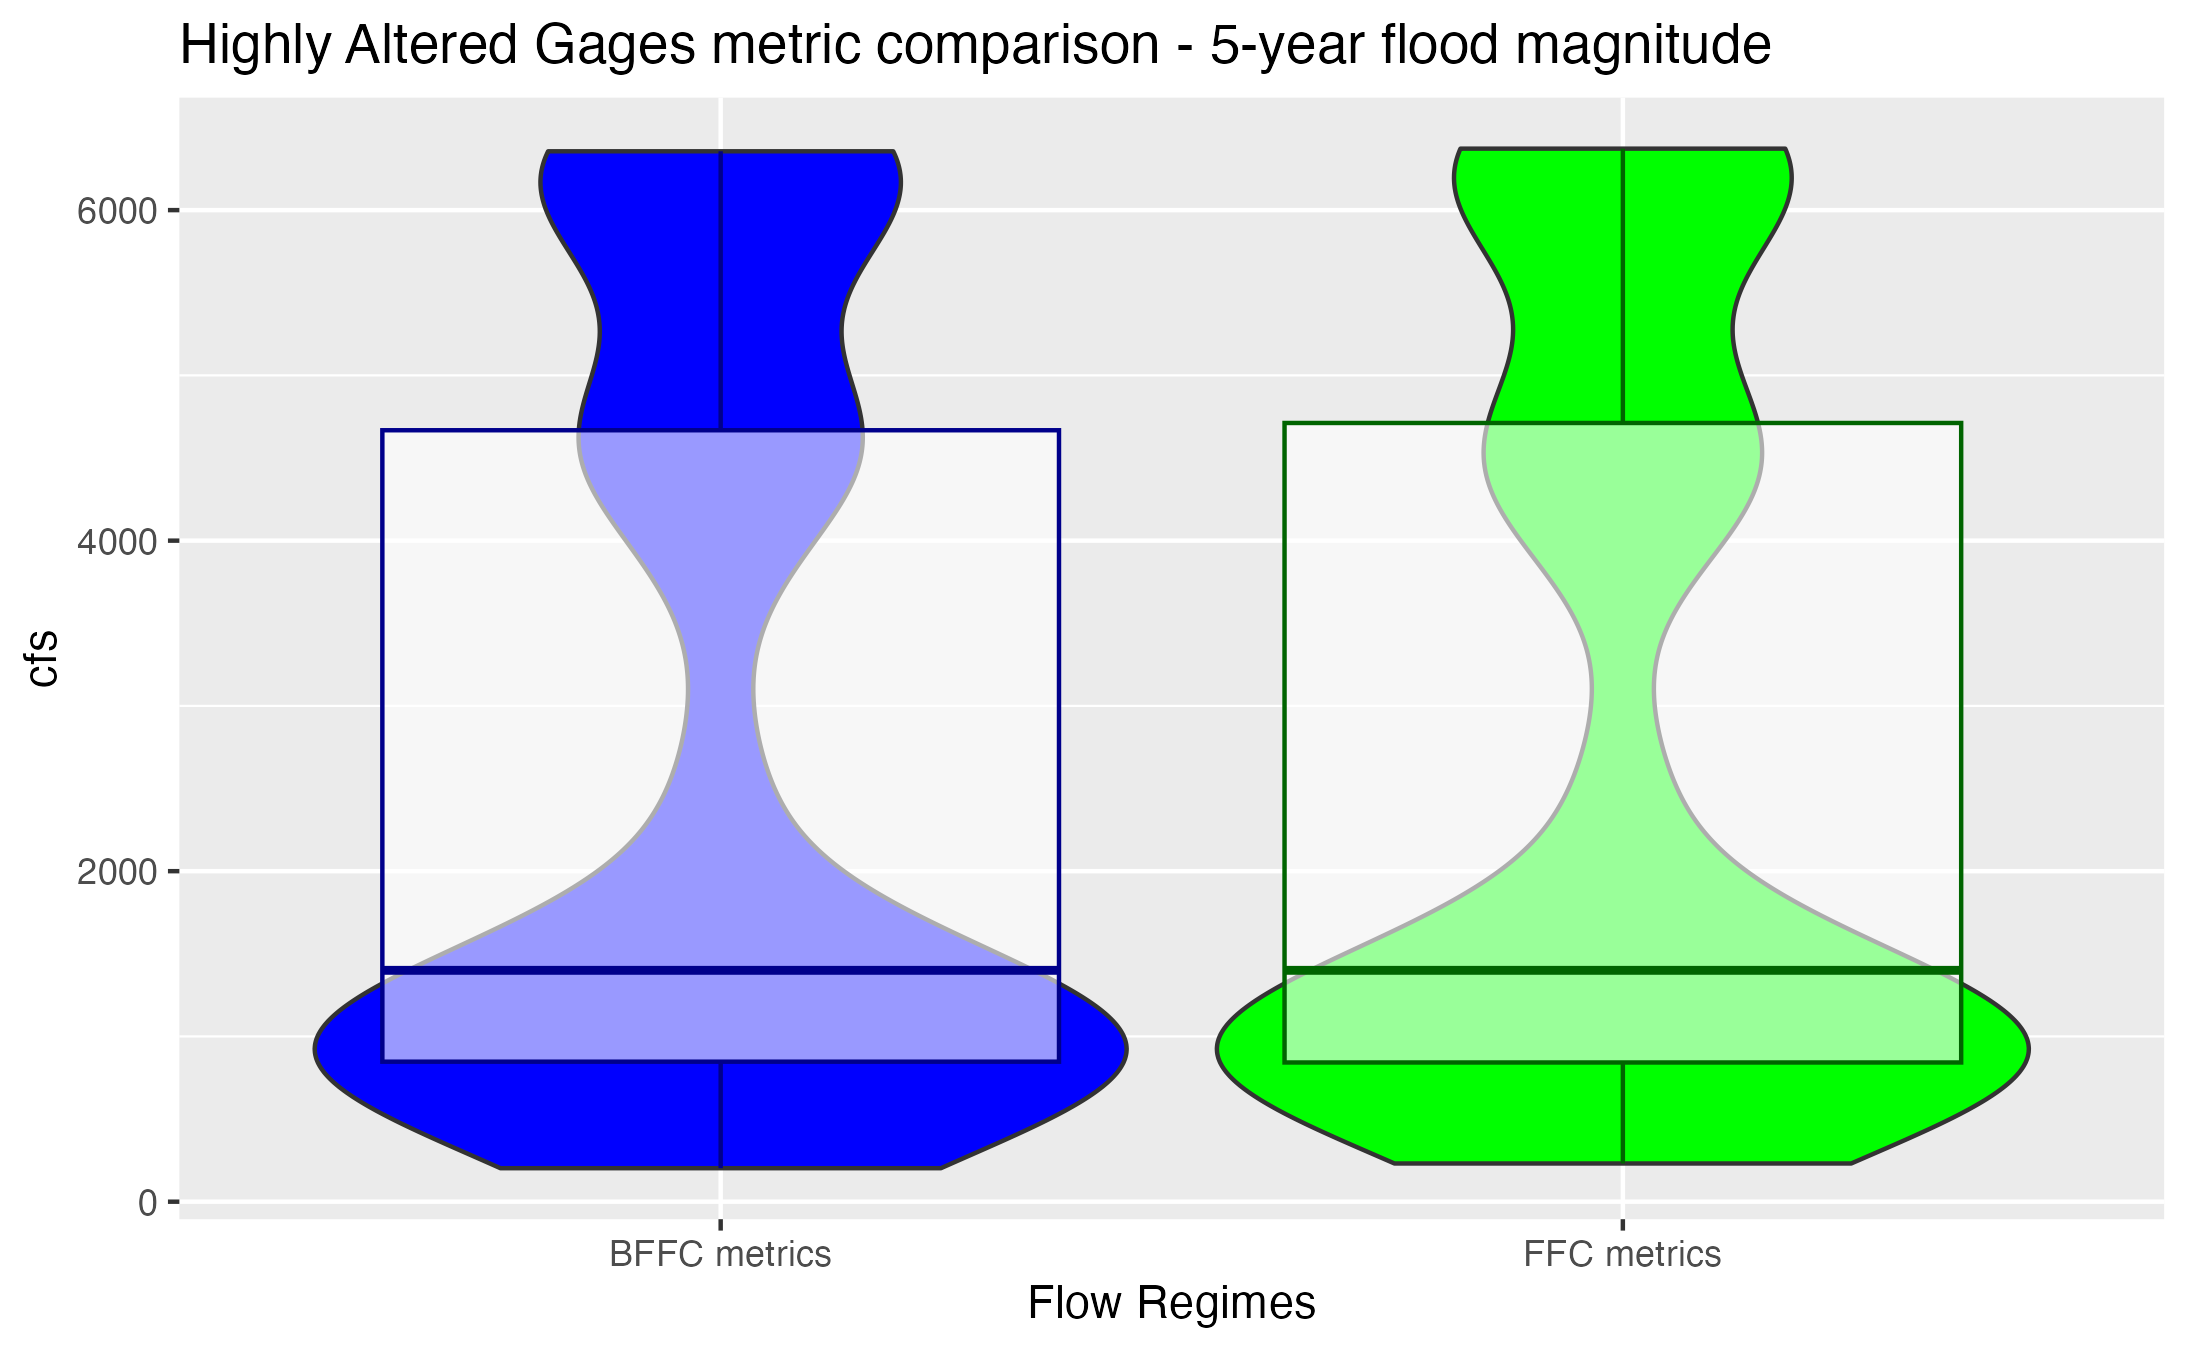 Highly Altered Gages metric comparison - 5-year flood magnitude
cfs
6000
4000
2000
0
BFFC metrics
FFC metrics
Flow Regimes